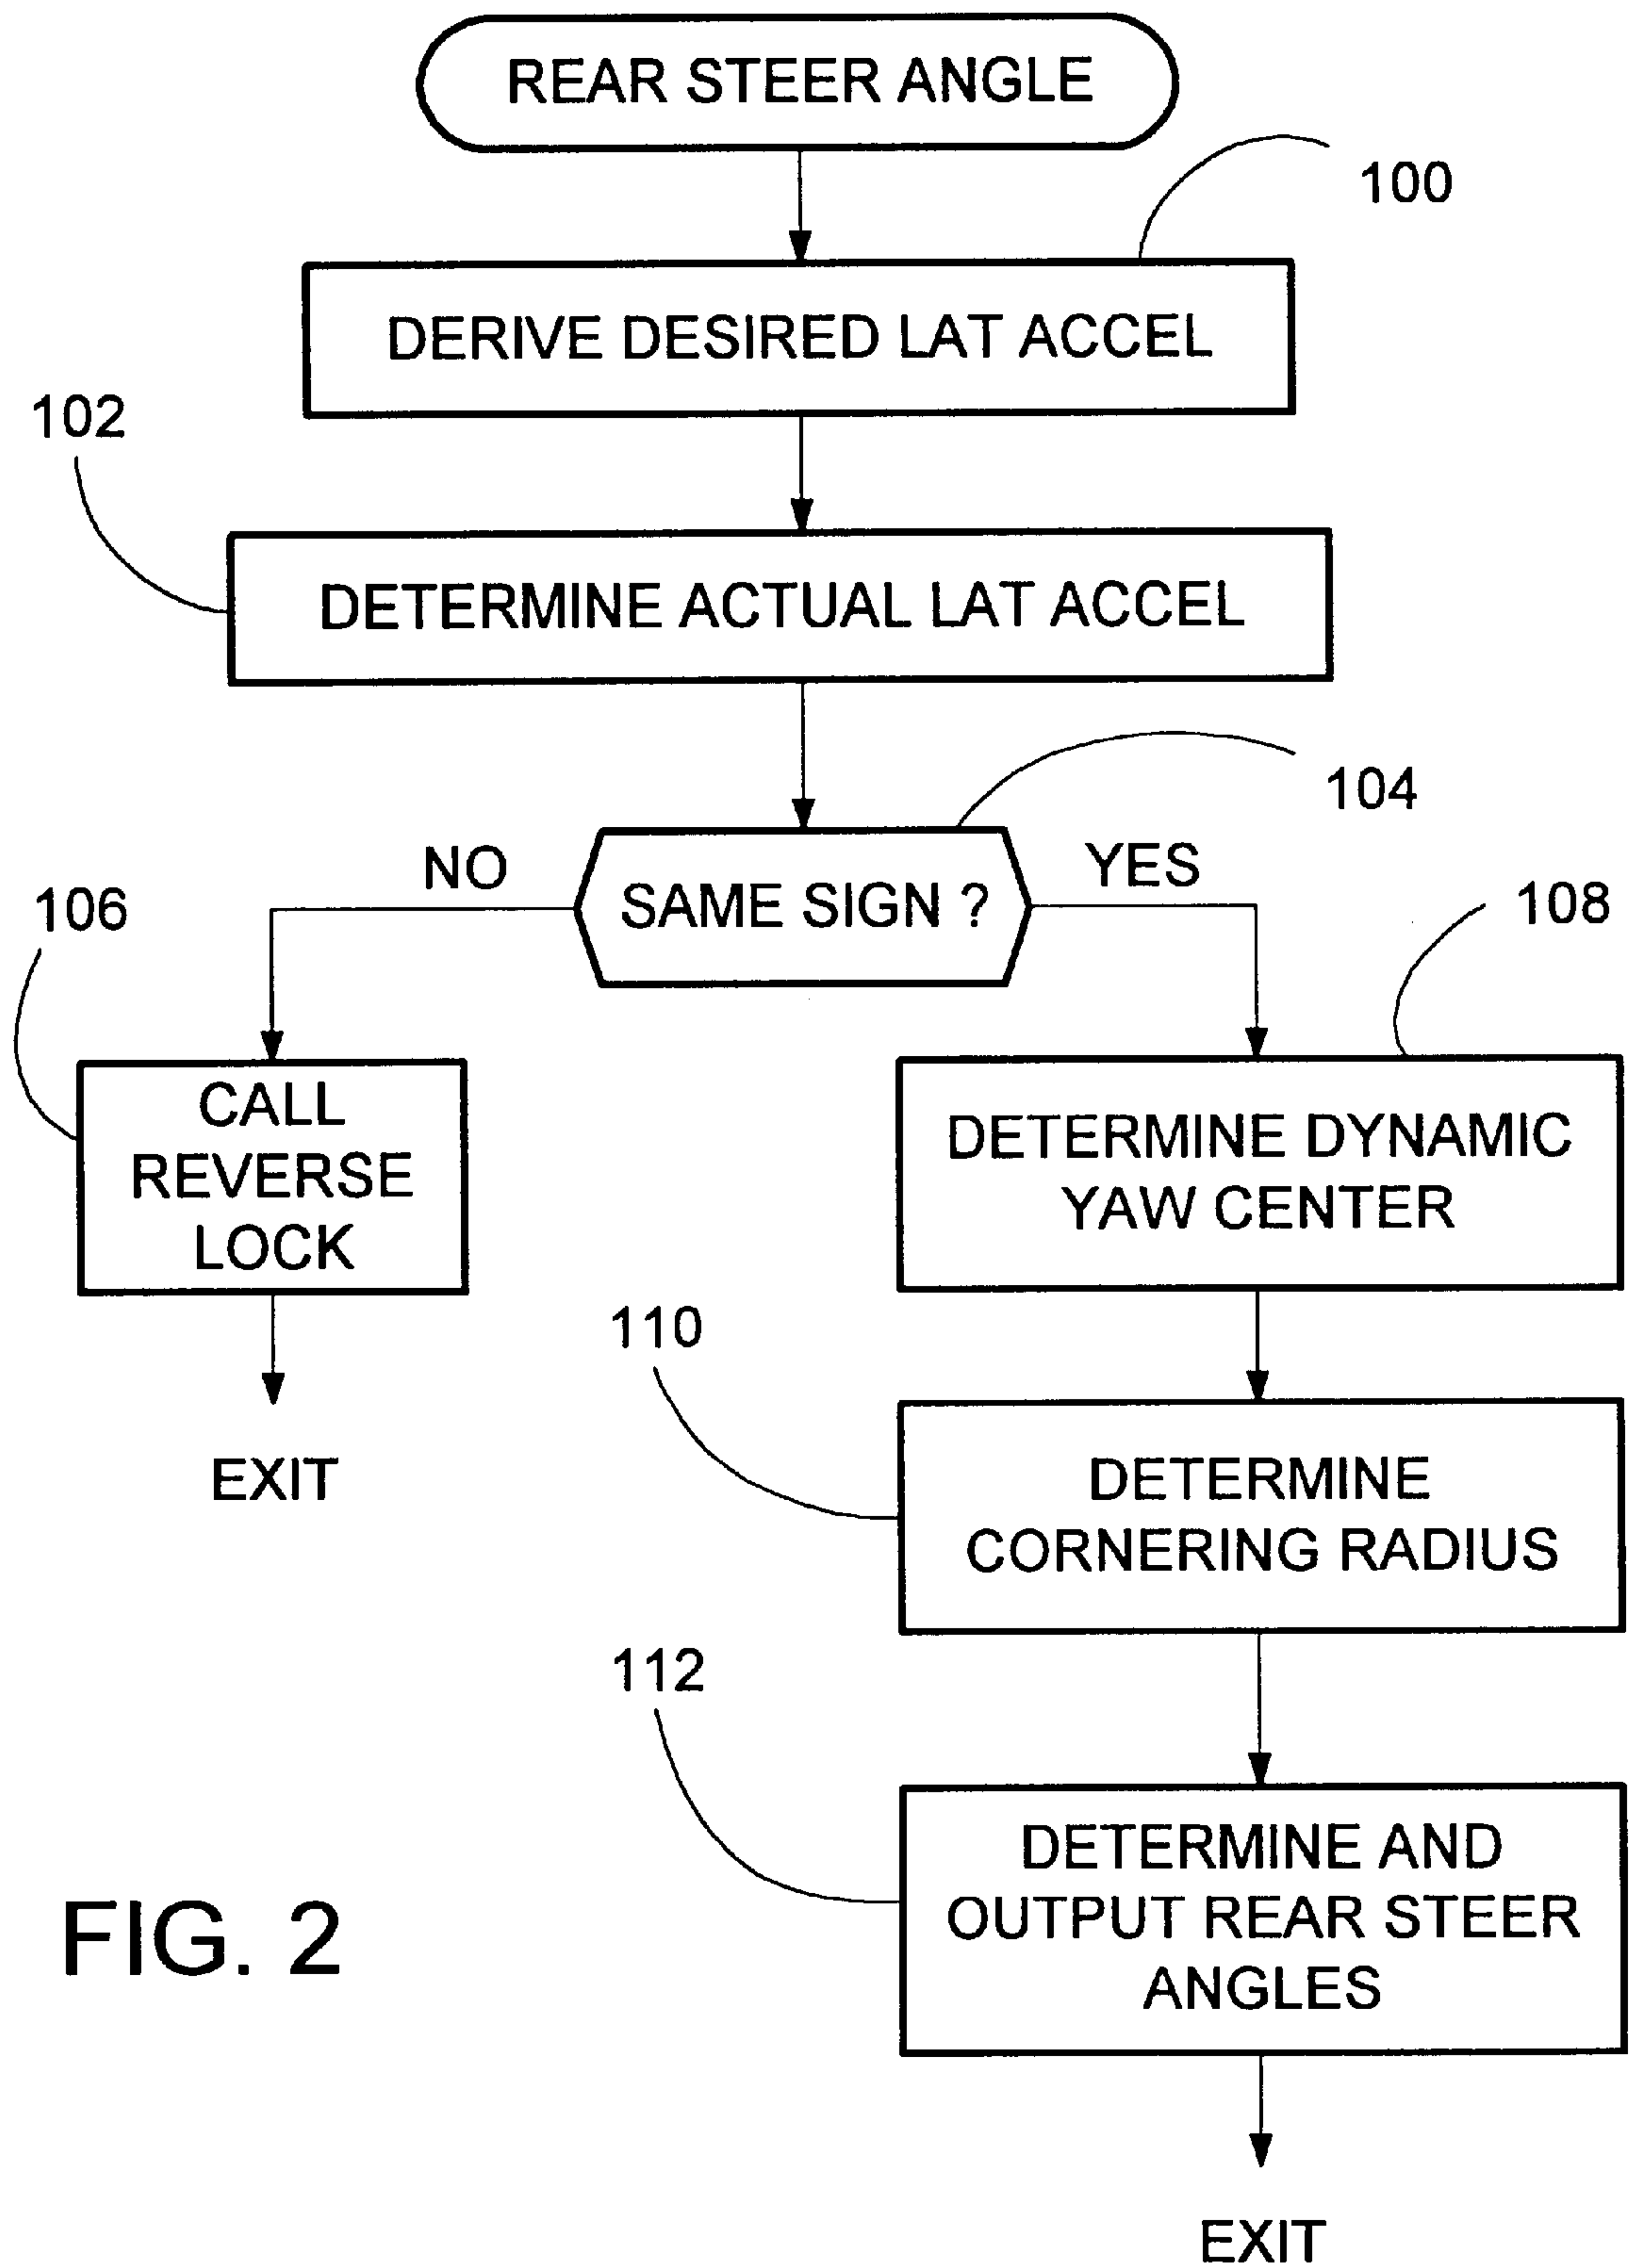 REAR STEER ANGLE
100
DERIVE DESIRED LAT ACCEL
102
DETERMINE ACTUAL LAT ACCEL
104
NO
YES
SAME SIGN ?
106
108
CALL
REVERSE
LOCK
DETERMINE DYNAMIC
YAW CENTER
110
EXIT
DETERMINE
CORNERING RADIUS
112
DETERMINE AND
OUTPUT REAR STEER
ANGLES
FIG. 2
EXIT